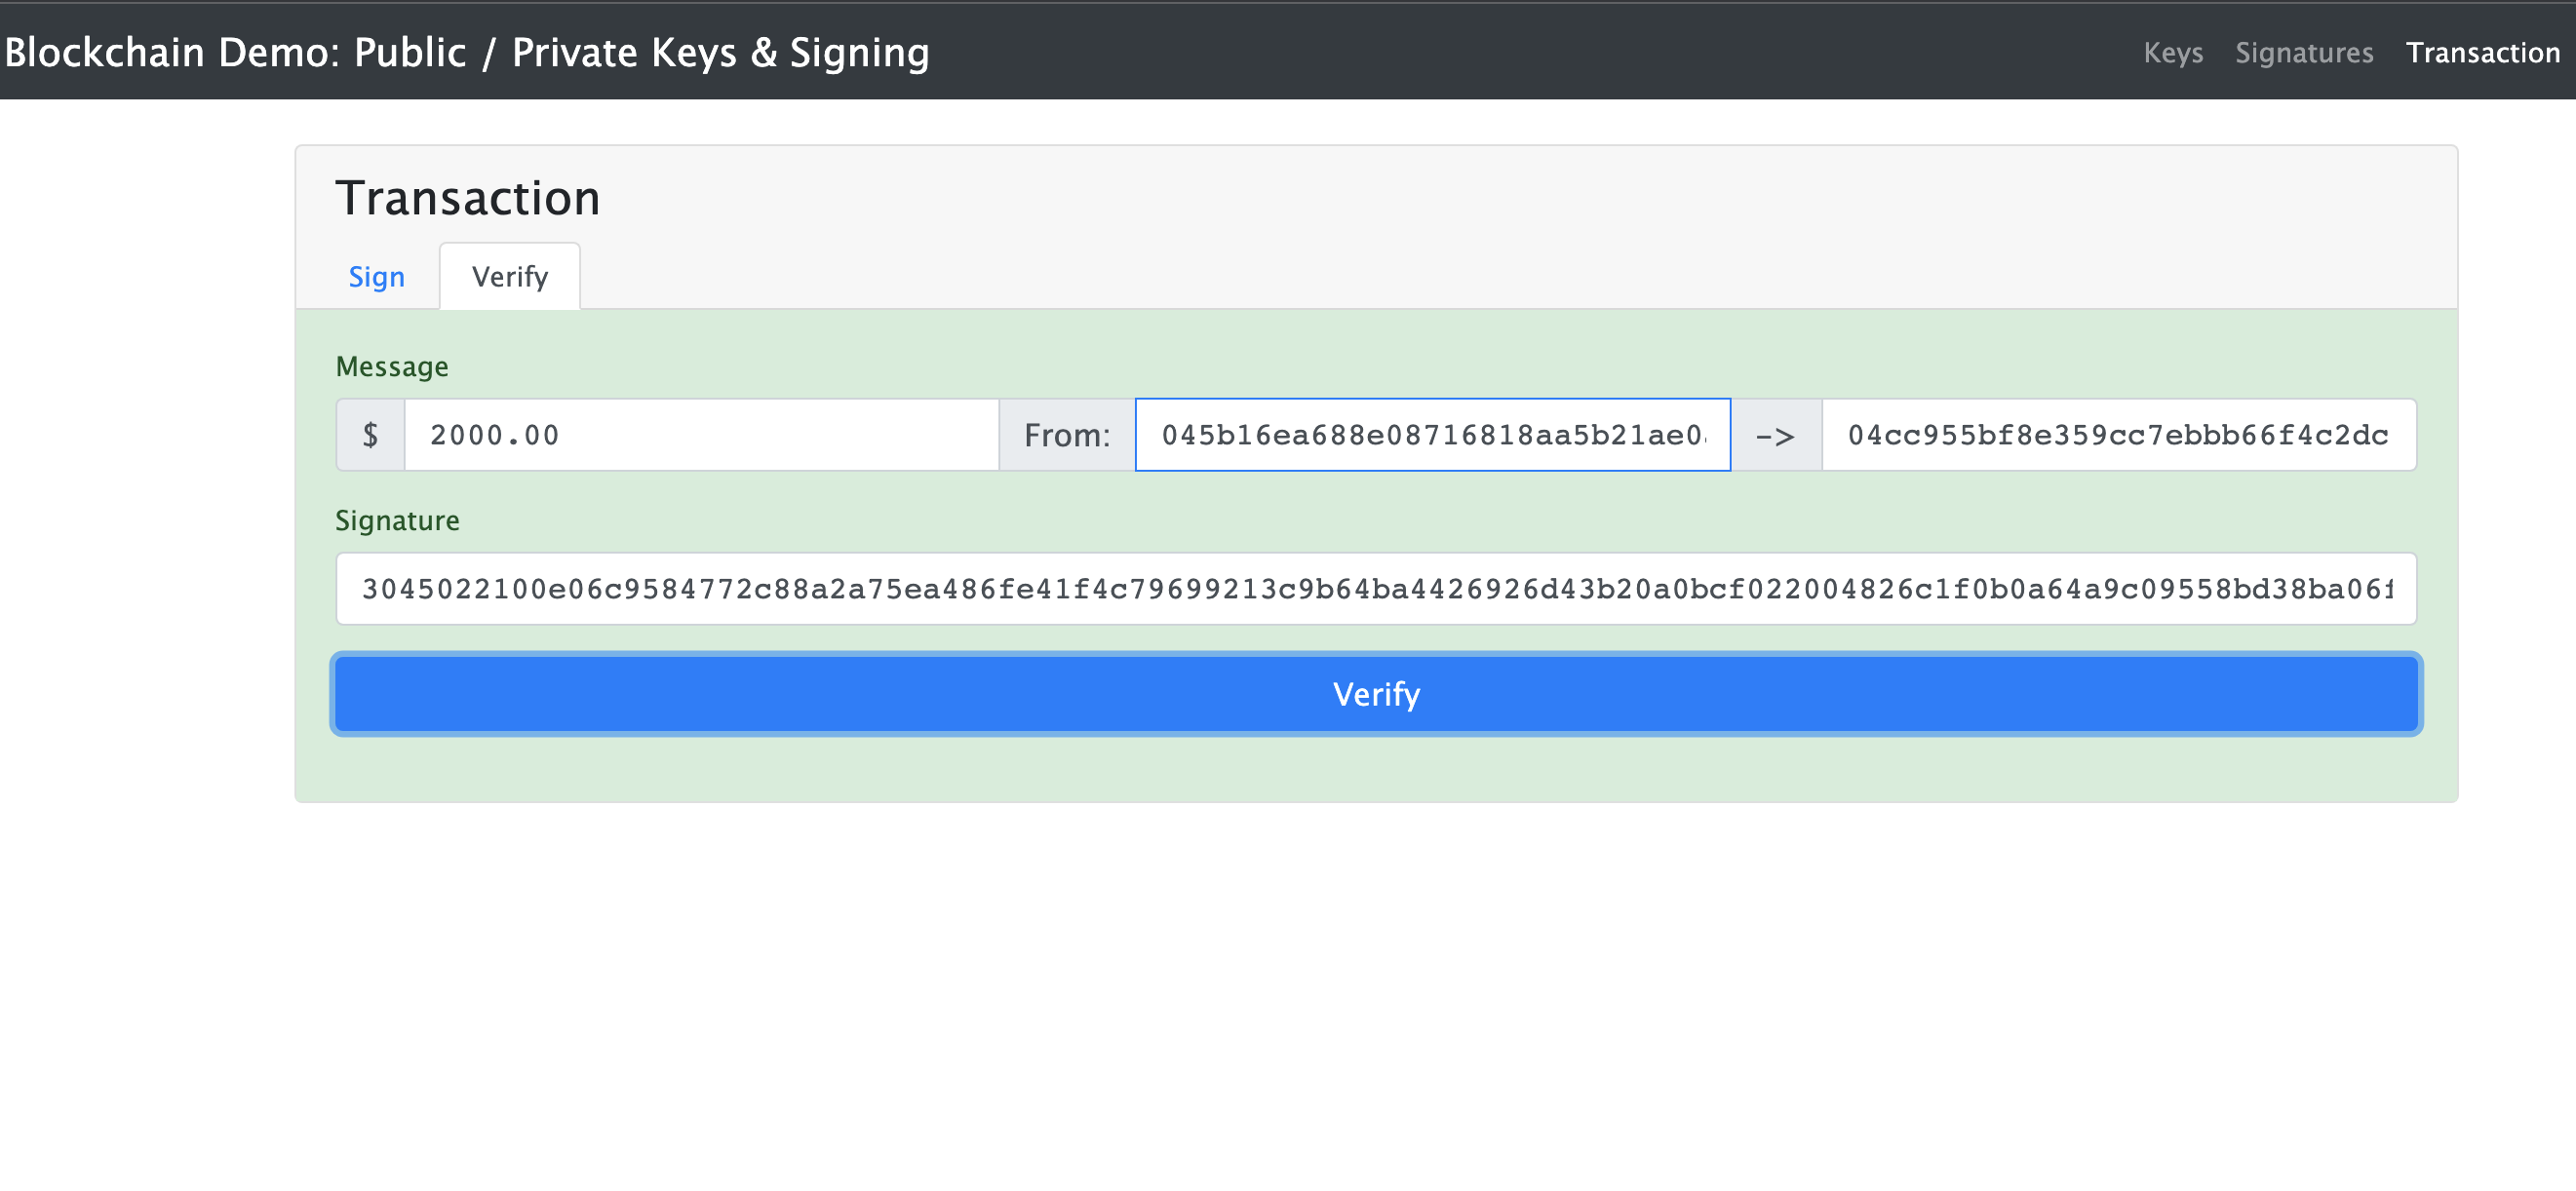 Blockchain Demo: Public / Private Keys & Signing Keys Signatures Transaction
Transaction
Sign Verify
Message
$ 2000.00 From: 045b16ea688e08716818aa5b21ae0 -> 04cc955bf8e359cc7ebbb66f4c2dc
Signature
3045022100e06c9584772c88a2a75ea486fe41f4c79699213c9b64ba4426926d43b20a0bcf022004826c1f0b0a64a9c09558bd38ba06f
Verify